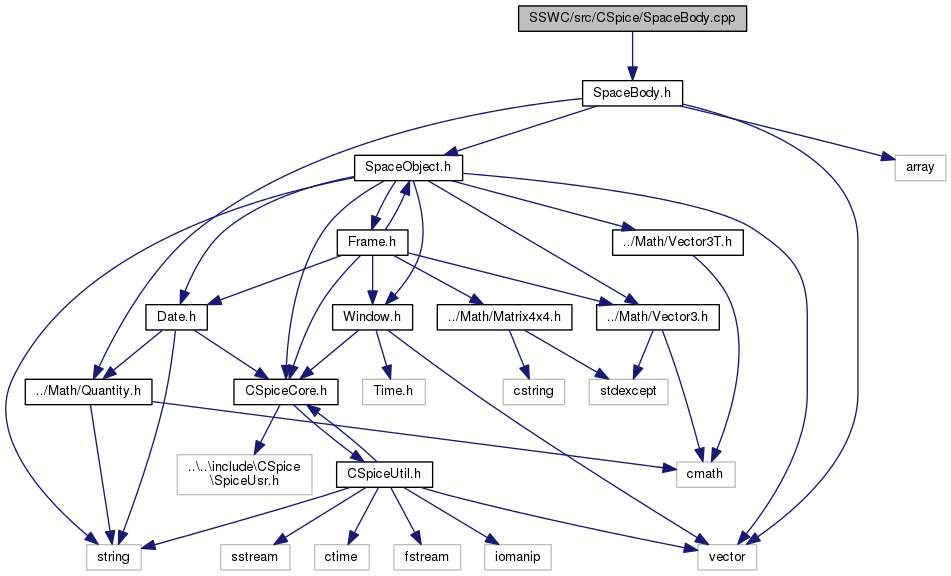 SSWC/src/CSpice/SpaceBody.cpp
SpaceBody.h
SpaceObject.h
array
Frame.h
../Math/Vector3T.h
Date.h
Window.h
../Math/Matrix4x4.h
../Math/Vector3.h
../Math/Quantity.h
CSpiceCore.h
Time.h
cstring
stdexcept
..\..\include\CSpice
\SpiceUsr.h
CSpiceUtil.h
cmath
string
sstream
ctime
fstream
iomanip
vector